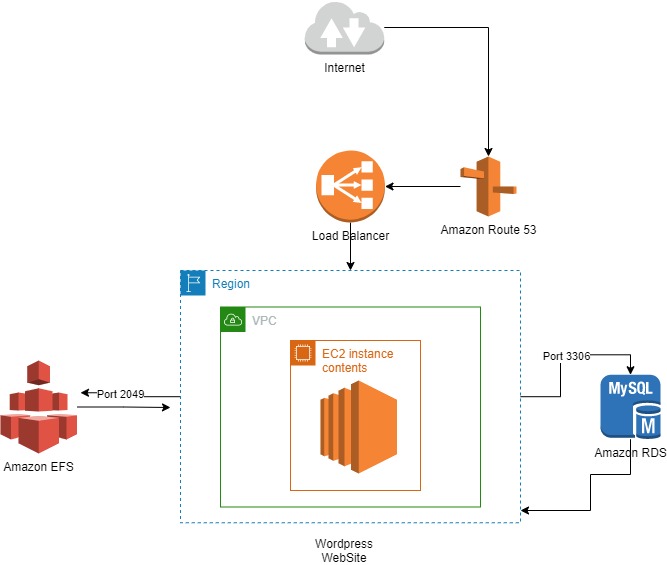 Internet
Load Balancer
Amazon Route 53
Region
VPC
EC2 instance
contents
Port 3306
Port 2049
MySQL
M
Amazon EFS
Amazon RDS
Wordpress
WebSite